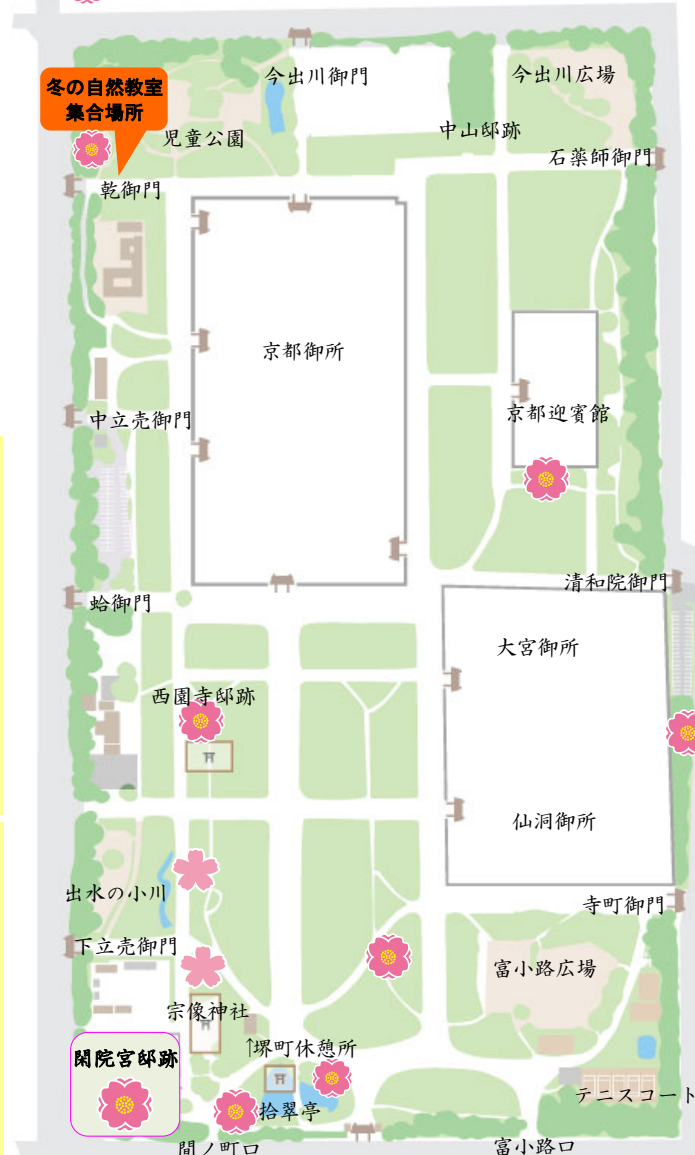 冬の自然教室
集合場所
今出川御門
今出川広場
児童公園
中山邸跡
石薬師御門
乾御門
京都御所
京都迎賓館
中立売御門
清和院御門
蛤御門
大宮御所
西園寺邸跡
仙洞御所
出水の小川
寺町御門
下立売御門
富小路広場
宗像神社
↑堺町休憩所
閑院宮邸跡
テニスコート
拾翠亭
間ノ町口
富小路口